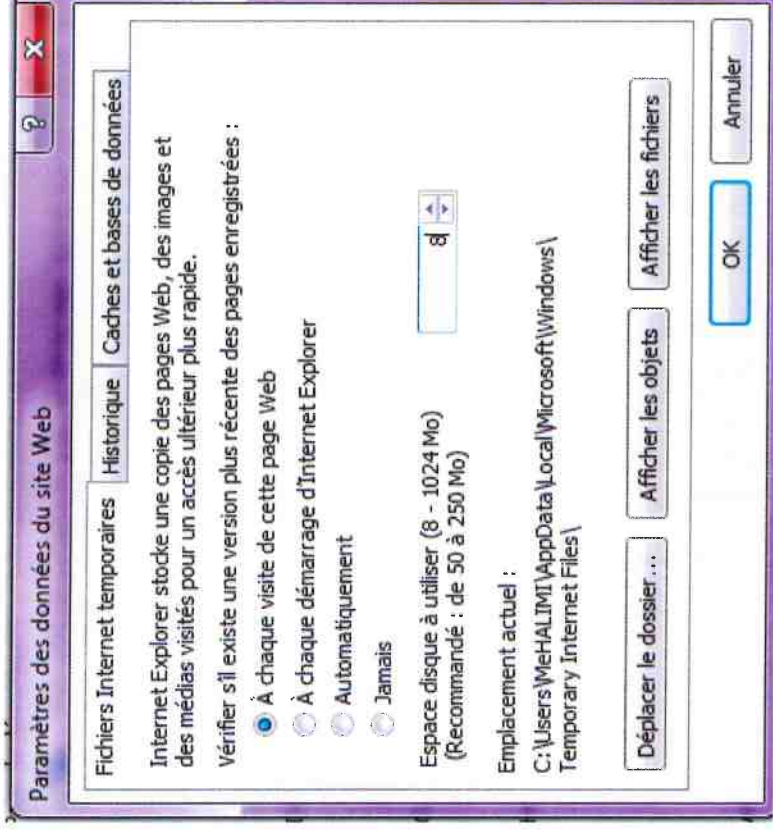 Paramètres des données du site Web
Fichiers Internet temporaires Historique Caches et bases de données
Internet Explorer stocke une copie des pages Web, des images et
des médias visités pour un accès ultérieur plus rapide.
Vérifier s'il existe une version plus récente des pages enregistrées :
À chaque visite de cette page Web
À chaque démarrage d'Internet Explorer
Automatiquement
Jamais
Espace disque à utiliser (8 - 1024 Mo)
8
(Recommandé : de 50 à 250 Mo)
Emplacement actuel :
C:\Users\MeHALIMI\AppData\Local\Microsoft\Windows\
Temporary Internet Files\
Déplacer le dossier... Afficher les objets Afficher les fichiers
OK Annuler